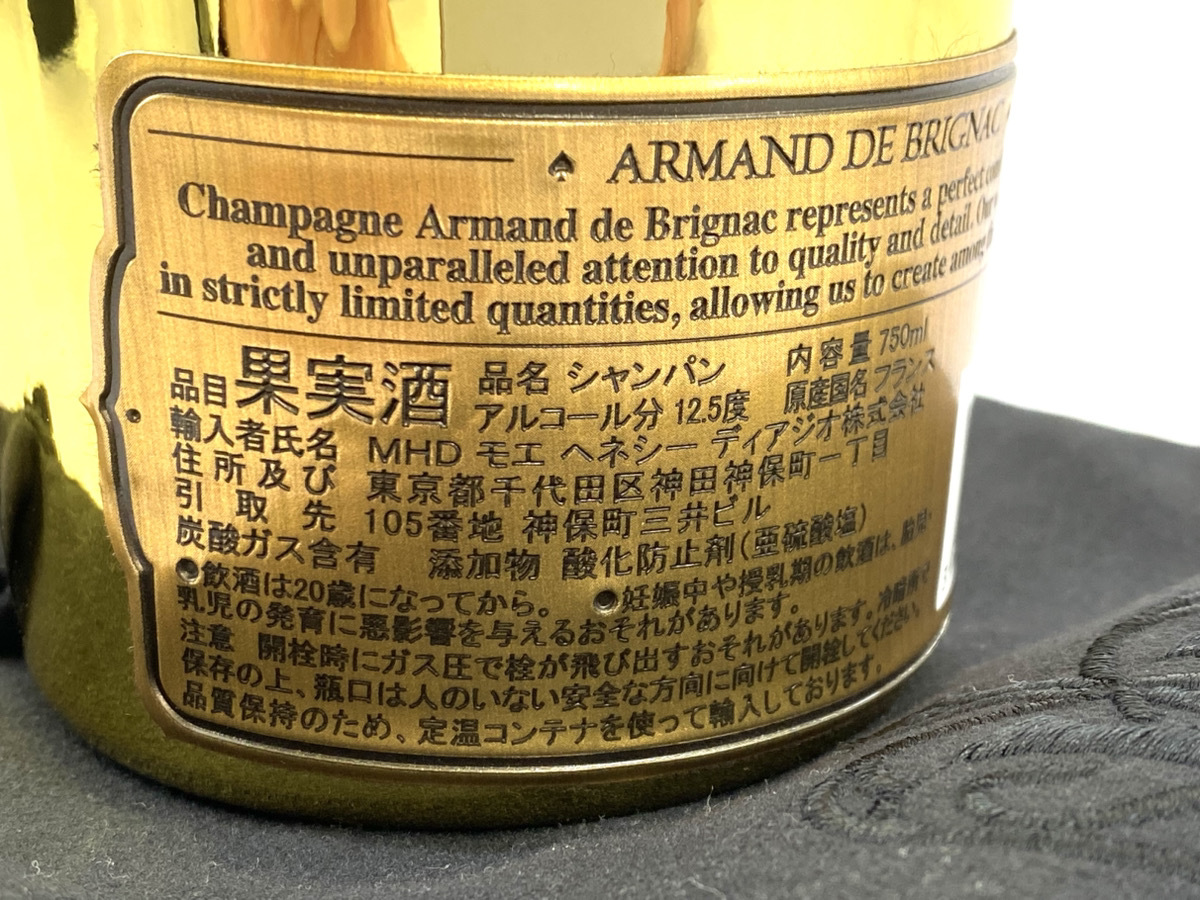 ARMAND DE BRIGNAC
Champagne Armand de Brignac represents a perfect
and unparalleled attention to quality and detail. Our
in strictly limited quantities, allowing us to create among
品目 果実酒 品名 シャンパン 内容量 750ml
アルコール分 12.5度 原産国名 フランス
輸入者氏名 MHD モエ ヘネシー ディアジオ株式会社
住所及び 東京都千代田区神田神保町一丁目
引取先 105番地 神保町三井ビル
炭酸ガス含有 添加物 酸化防止剤(亜硫酸塩)
●飲酒は20歳になってから。 ●妊娠中や授乳期の飲酒は、胎児・
乳児の発育に悪影響を与えるおそれがあります。
注意 開栓時にガス圧で栓が飛び出すおそれがあります。冷暗所で
保存の上、瓶口は人のいない安全な方向に向けて開栓してください。
品質保持のため、定温コンテナを使って輸入しております。